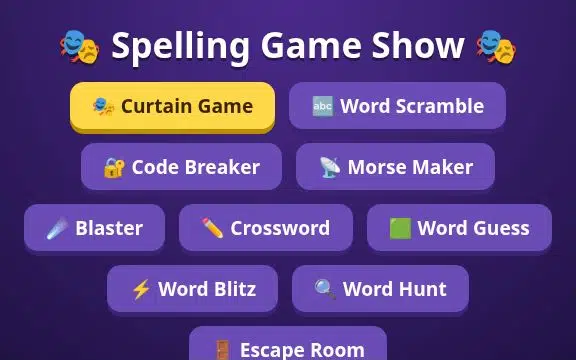 🎭 Spelling Game Show 🎭
🎭 Curtain Game
🔤 Word Scramble
🔐 Code Breaker
📡 Morse Maker
☄️ Blaster
✏️ Crossword
🟩 Word Guess
⚡ Word Blitz
🔍 Word Hunt
🚪 Escape Room